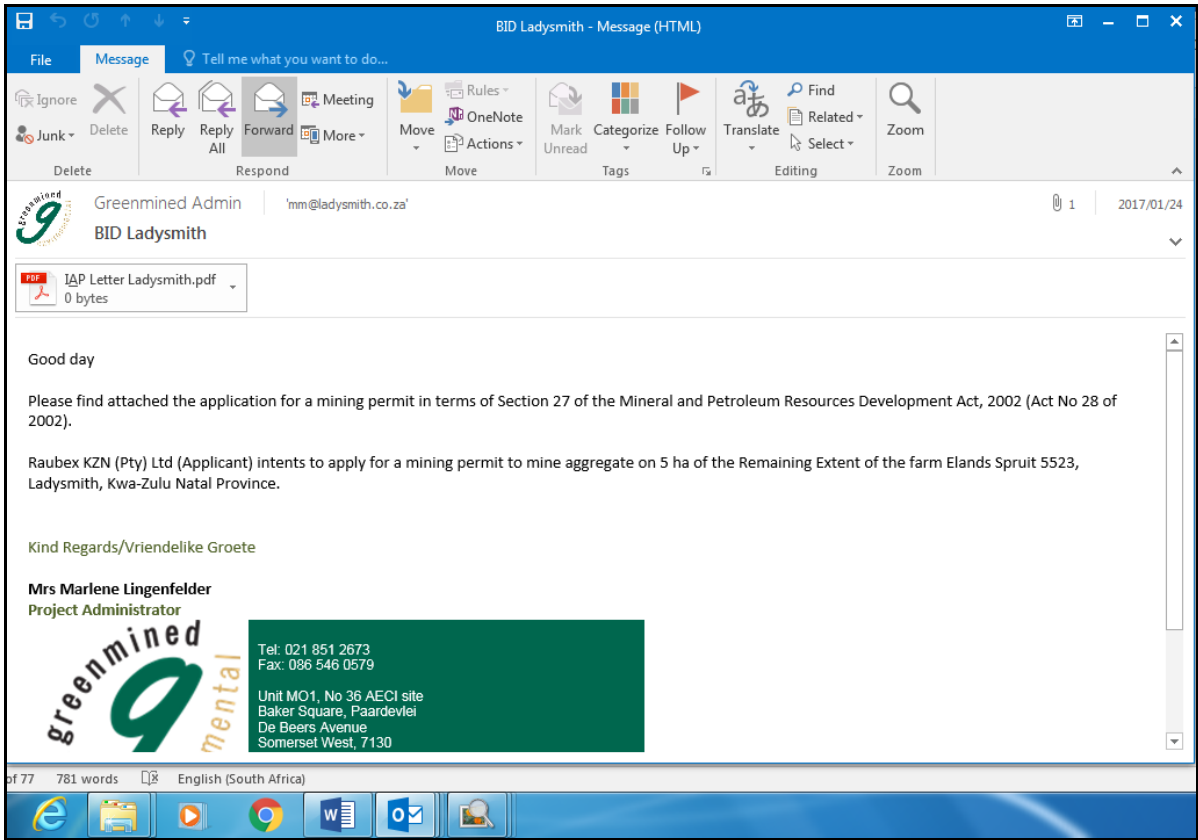 BID Ladysmith - Message (HTML)
File Message Tell me what you want to do...
Ignore
Junk
Delete
Reply
Reply All
Forward
Meeting
More
Move
Rules
OneNote
Actions
Mark Unread
Categorize
Follow Up
Translate
Find
Related
Select
Zoom
Delete Respond Move Tags Editing Zoom
Greenmined Admin 'mm@ladysmith.co.za' 1 2017/01/24
BID Ladysmith
PDF
IAP Letter Ladysmith.pdf
0 bytes
Good day
Please find attached the application for a mining permit in terms of Section 27 of the Mineral and Petroleum Resources Development Act, 2002 (Act No 28 of
2002).
Raubex KZN (Pty) Ltd (Applicant) intents to apply for a mining permit to mine aggregate on 5 ha of the Remaining Extent of the farm Elands Spruit 5523,
Ladysmith, Kwa-Zulu Natal Province.
Kind Regards/Vriendelike Groete
Mrs Marlene Lingenfelder
Project Administrator
greenmined
mental
Tel: 021 851 2673
Fax: 086 546 0579
Unit MO1, No 36 AECI site
Baker Square, Paardevlei
De Beers Avenue
Somerset West, 7130
of 77 781 words English (South Africa)